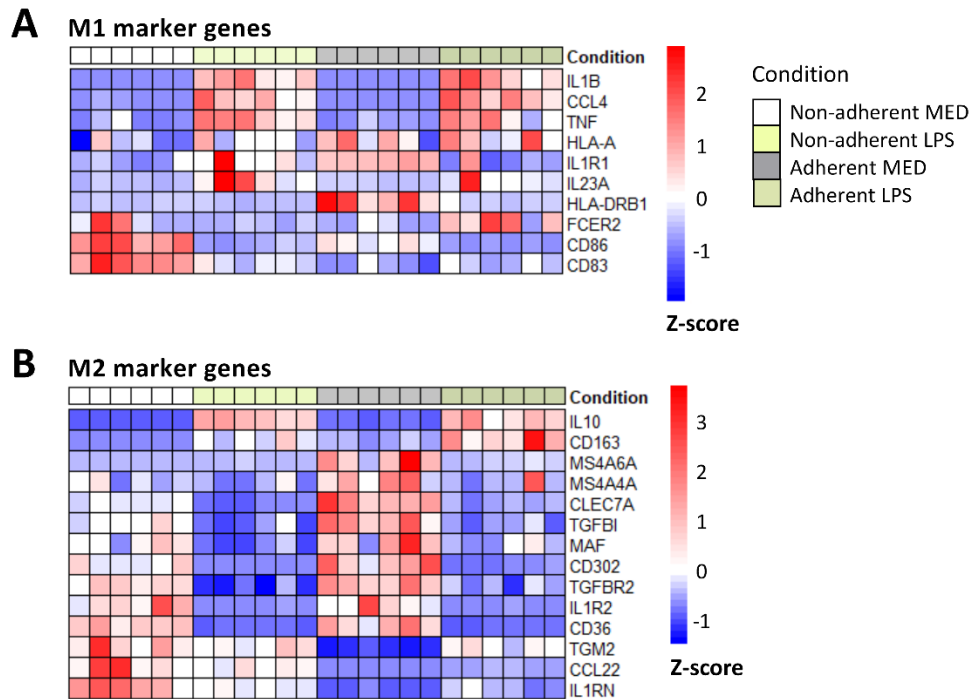 A
M1 marker genes
Condition
IL1B
CCL4
TNF
HLA-A
IL1R1
IL23A
HLA-DRB1
FCER2
CD86
CD83
2
1
0
-1
Z-score
Condition
Non-adherent MED
Non-adherent LPS
Adherent MED
Adherent LPS
B
M2 marker genes
Condition
IL10
CD163
MS4A6A
MS4A4A
CLEC7A
TGFBI
MAF
CD302
TGFBR2
IL1R2
CD36
TGM2
CCL22
IL1RN
3
2
1
0
-1
Z-score